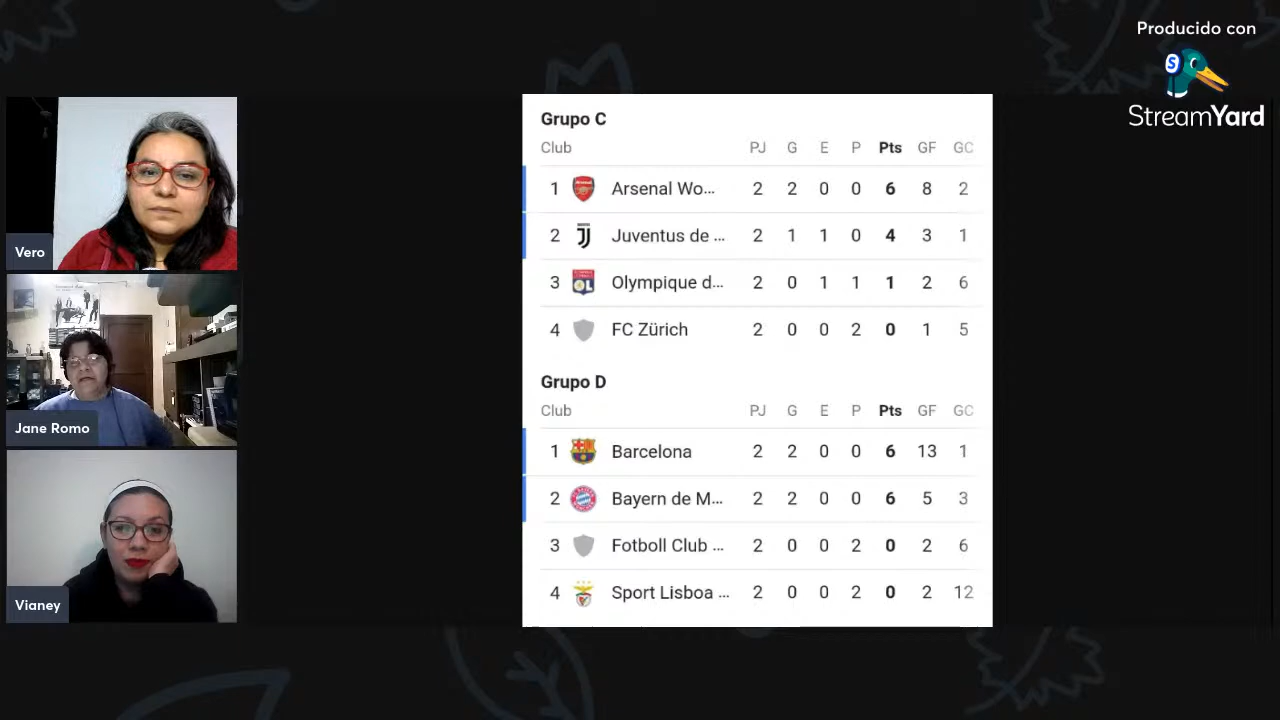 Producido con
StreamYard
Vero
Jane Romo
Vianey
Grupo C
Club PJ G E P Pts GF GC
1 Arsenal Wo... 2 2 0 0 6 8 2
2 Juventus de ... 2 1 1 0 4 3 1
3 Olympique d... 2 0 1 1 1 2 6
4 FC Zürich 2 0 0 2 0 1 5
Grupo D
Club PJ G E P Pts GF GC
1 Barcelona 2 2 0 0 6 13 1
2 Bayern de M... 2 2 0 0 6 5 3
3 Fotboll Club ... 2 0 0 2 0 2 6
4 Sport Lisboa ... 2 0 0 2 0 2 12